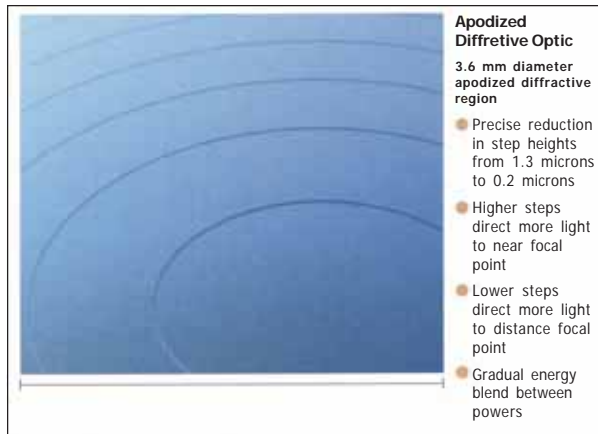 Apodized
Diffretive Optic
3.6 mm diameter
apodized diffractive
region
Precise reduction
in step heights
from 1.3 microns
to 0.2 microns
Higher steps
direct more light
to near focal
point
Lower steps
direct more light
to distance focal
point
Gradual energy
blend between
powers